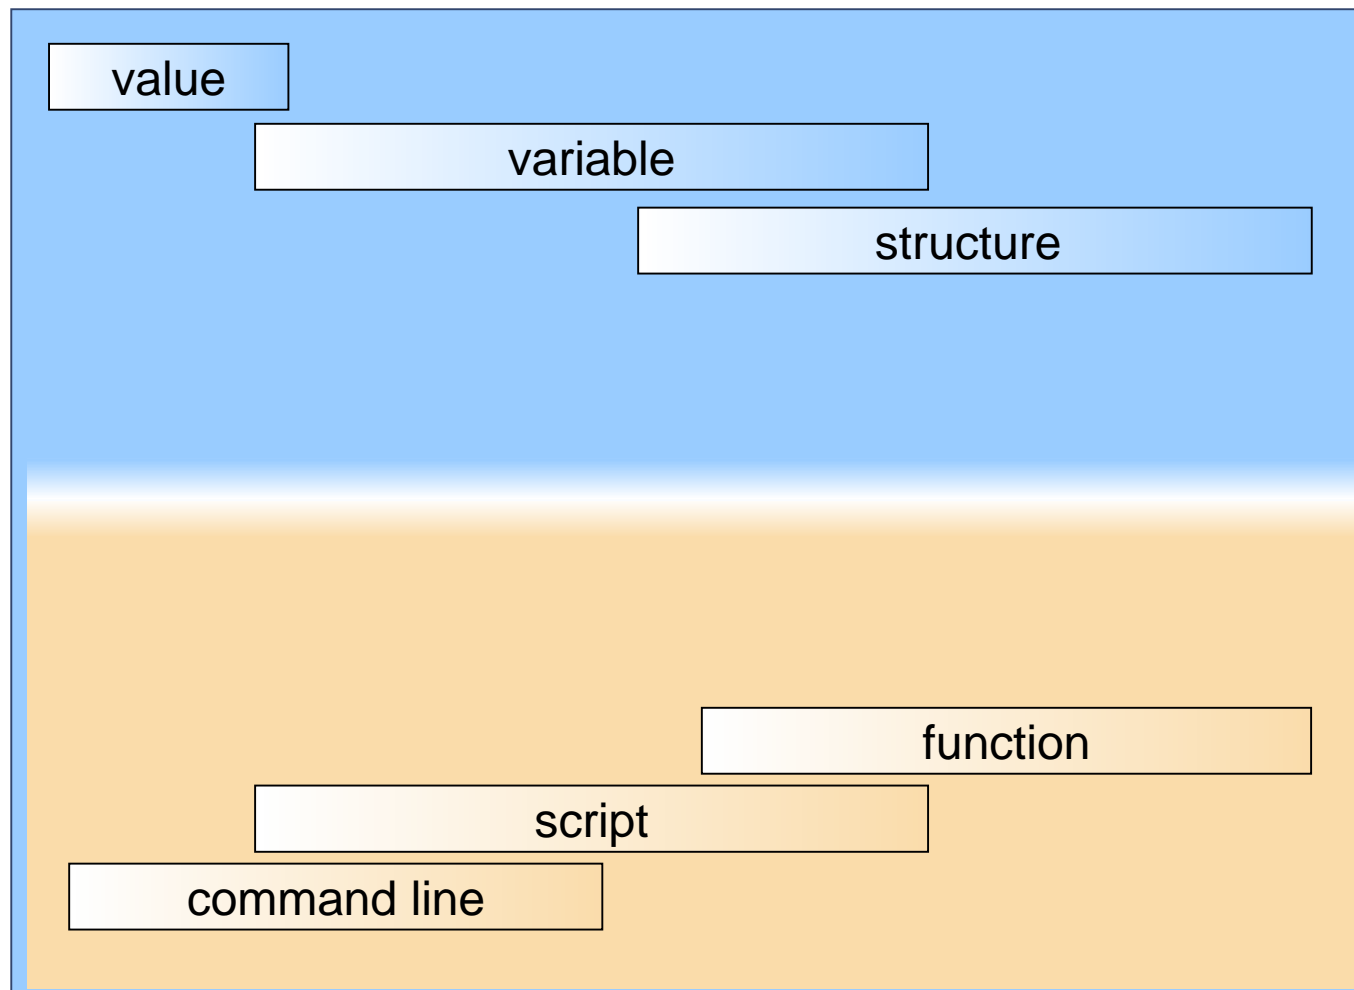 value
variable
structure
function
script
command line